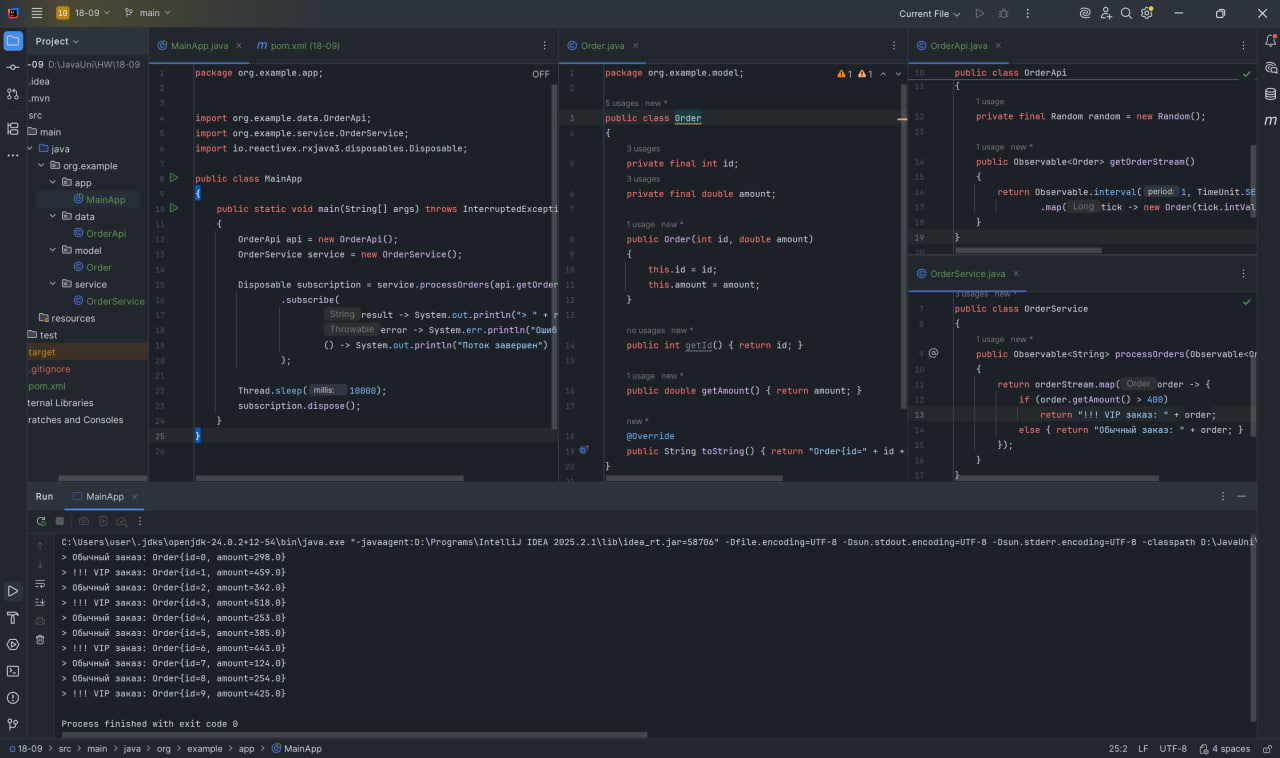 18 18-09 main Current File
Project
-09 D:\JavaUni\HW\18-09
.idea
.mvn
src
main
java
org.example
app
MainApp
data
OrderApi
model
Order
service
OrderService
resources
test
target
.gitignore
pom.xml
ternal Libraries
ratches and Consoles
MainApp.java × m pom.xml (18-09)
OFF
1 package org.example.app;
2
3
4 import org.example.data.OrderApi;
5 import org.example.service.OrderService;
6 import io.reactivex.rxjava3.disposables.Disposable;
7
8 public class MainApp
9 {
10 public static void main(String[] args) throws InterruptedExcepti
11 {
12 OrderApi api = new OrderApi();
13 OrderService service = new OrderService();
14
15 Disposable subscription = service.processOrders(api.getOrder
16 .subscribe(
17 String result -> System.out.println("> " + r
18 Throwable error -> System.err.println("Ошиб
19 () -> System.out.println("Поток завершен")
20 );
21
22 Thread.sleep( millis: 10000);
23 subscription.dispose();
24 }
25 }
26
Order.java ×
1 package org.example.model; 1 1
2
5 usages new *
3 public class Order
4 {
3 usages
5 private final int id;
3 usages
6 private final double amount;
7
1 usage new *
8 public Order(int id, double amount)
9 {
10 this.id = id;
11 this.amount = amount;
12 }
13
no usages new *
14 public int getId() { return id; }
1 usage new *
16 public double getAmount() { return amount; }
17
new *
18 @Override
19 public String toString() { return "Order{id=" + id +
20 }
21
OrderApi.java ×
10 public class OrderApi
11 {
1 usage
12 private final Random random = new Random();
13
1 usage new *
14 public Observable<Order> getOrderStream()
15 {
16 return Observable.interval( period: 1, TimeUnit.SE
17 .map( Long tick -> new Order(tick.intVal
18 }
19 }
20
OrderService.java ×
3 usages new *
7 public class OrderService
8 {
1 usage new *
9 public Observable<String> processOrders(Observable<Or
10 {
11 return orderStream.map( Order order -> {
12 if (order.getAmount() > 400)
13 return "!!! VIP заказ: " + order;
14 else { return "Обычный заказ: " + order; }
15 });
16 }
17 }
Run MainApp ×
C:\Users\user\.jdks\openjdk-24.0.2+12-54\bin\java.exe "-javaagent:D:\Programs\IntelliJ IDEA 2025.2.1\lib\idea_rt.jar=58706" -Dfile.encoding=UTF-8 -Dsun.stdout.encoding=UTF-8 -Dsun.stderr.encoding=UTF-8 -classpath D:\JavaUni\
> Обычный заказ: Order{id=0, amount=298.0}
> !!! VIP заказ: Order{id=1, amount=459.0}
> Обычный заказ: Order{id=2, amount=342.0}
> !!! VIP заказ: Order{id=3, amount=518.0}
> Обычный заказ: Order{id=4, amount=253.0}
> Обычный заказ: Order{id=5, amount=385.0}
> !!! VIP заказ: Order{id=6, amount=443.0}
> Обычный заказ: Order{id=7, amount=124.0}
> Обычный заказ: Order{id=8, amount=254.0}
> !!! VIP заказ: Order{id=9, amount=425.0}
Process finished with exit code 0
18-09 > src > main > java > org > example > app > MainApp 25:2 LF UTF-8 4 spaces